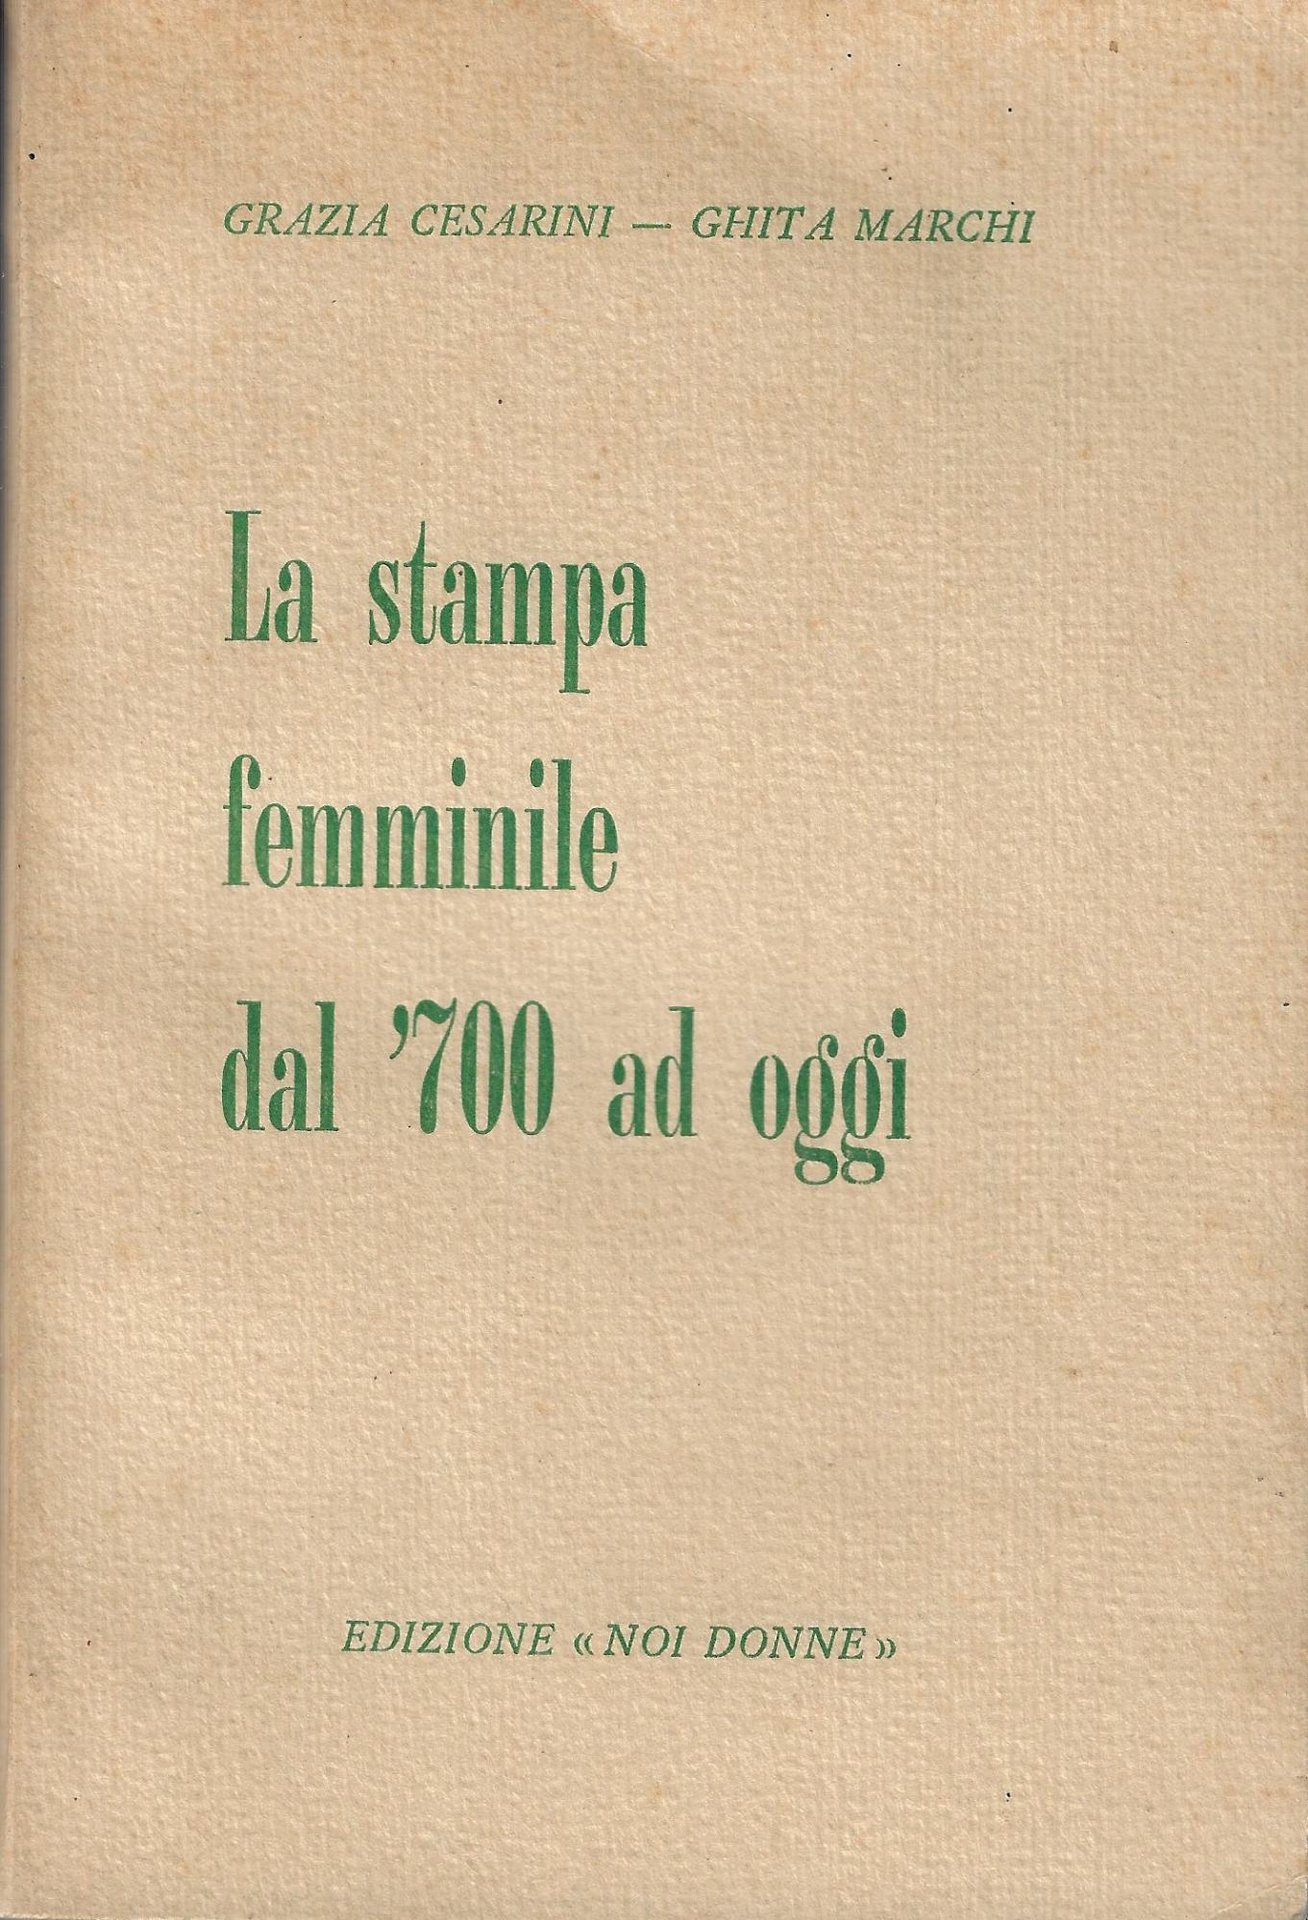 GRAZIA CESARINI — GHITA MARCHI
La stampa
femminile
dal '700 ad oggi
EDIZIONE «NOI DONNE»